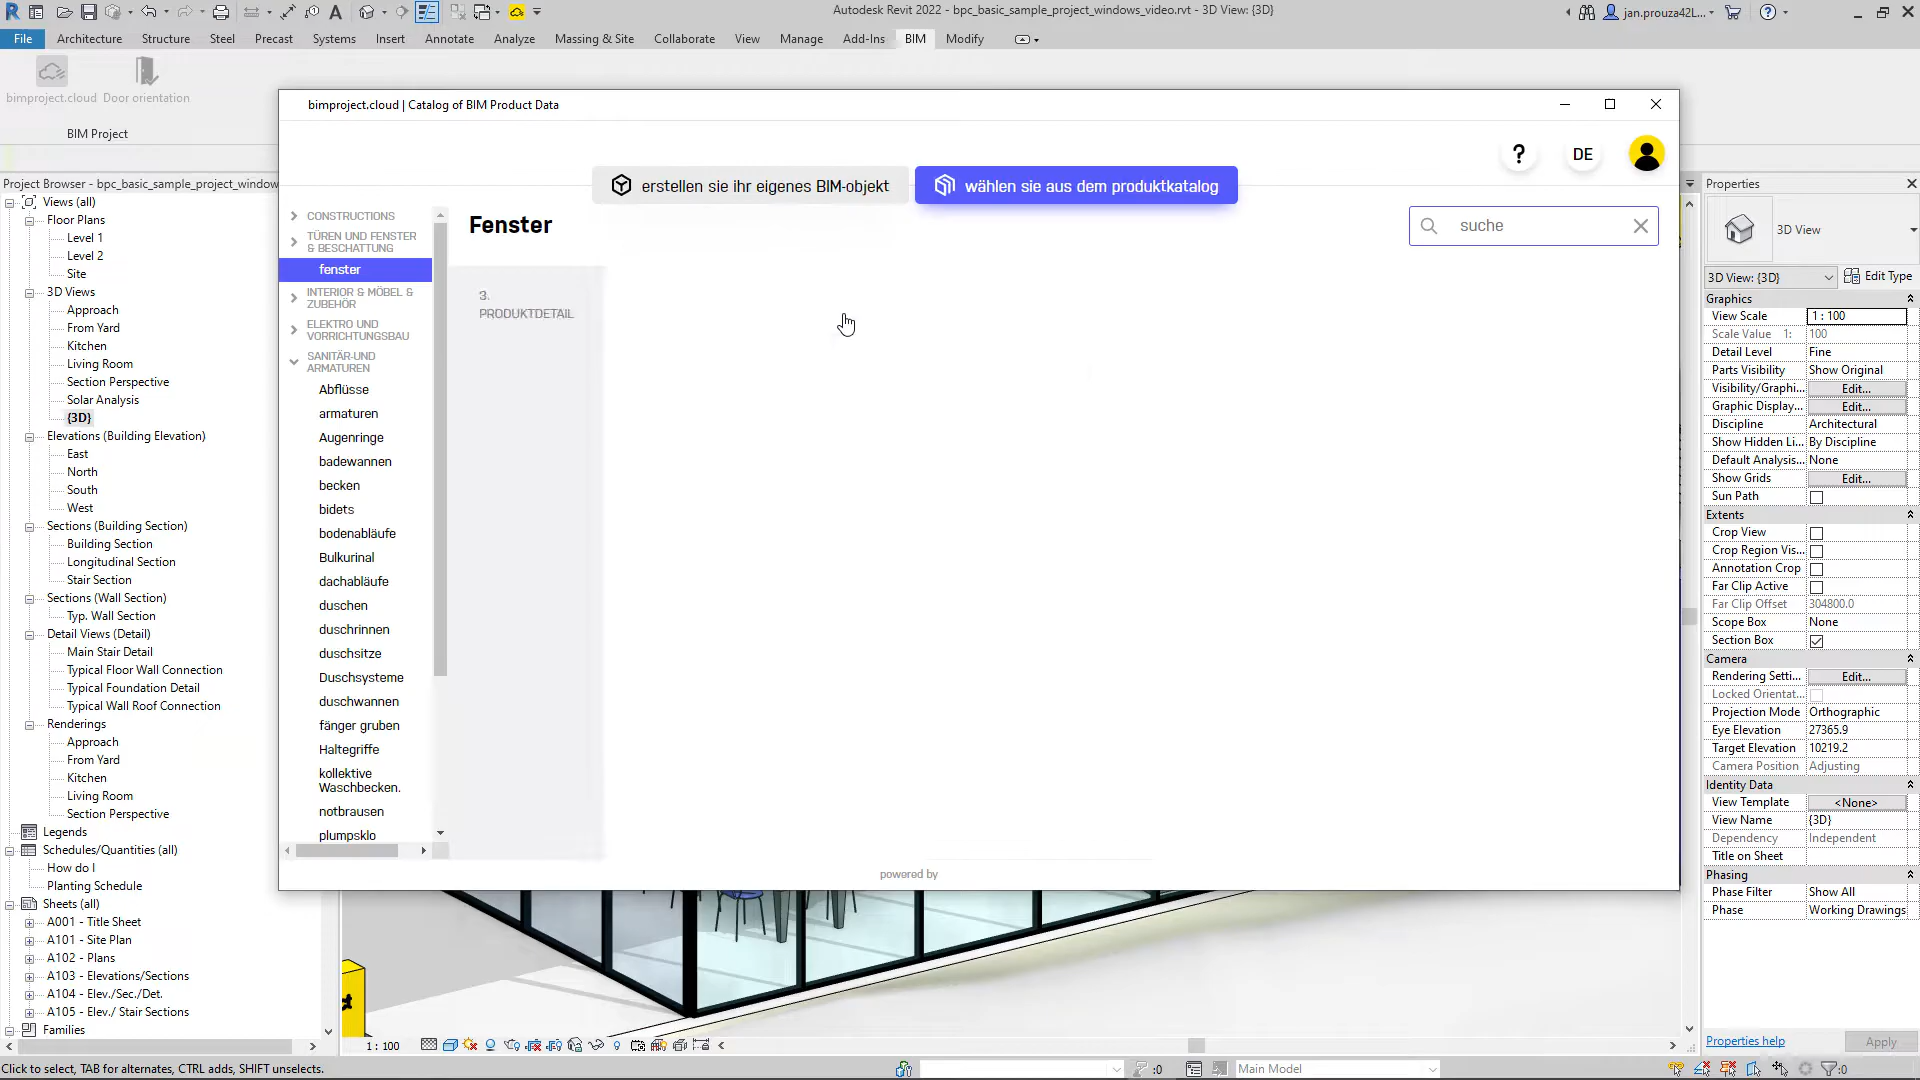 Autodesk Revit 2022 - bpc_basic_sample_project_windows_video.rvt - 3D View: {3D}
jan.prouza42L...
File Architecture Structure Steel Precast Systems Insert Annotate Analyze Massing & Site Collaborate View Manage Add-Ins BIM Modify
bimproject.cloud Door orientation
BIM Project
Project Browser - bpc_basic_sample_project_window
Views (all)
Floor Plans
Level 1
Level 2
Site
3D Views
Approach
From Yard
Kitchen
Living Room
Section Perspective
Solar Analysis
{3D}
Elevations (Building Elevation)
East
North
South
West
Sections (Building Section)
Building Section
Longitudinal Section
Stair Section
Sections (Wall Section)
Typ. Wall Section
Detail Views (Detail)
Main Stair Detail
Typical Floor Wall Connection
Typical Foundation Detail
Typical Wall Roof Connection
Renderings
Approach
From Yard
Kitchen
Living Room
Section Perspective
Legends
Schedules/Quantities (all)
How do I
Planting Schedule
Sheets (all)
A001 - Title Sheet
A101 - Site Plan
A102 - Plans
A103 - Elevations/Sections
A104 - Elev./Sec./Det.
A105 - Elev./ Stair Sections
Families
bimproject.cloud | Catalog of BIM Product Data
? DE
erstellen sie ihr eigenes BIM-objekt
wählen sie aus dem produktkatalog
CONSTRUCTIONS
TÜREN UND FENSTER
& BESCHATTUNG
fenster
INTERIOR & MÖBEL &
ZUBEHÖR
ELEKTRO UND
VORRICHTUNGSBAU
SANITÄR-UND
ARMATUREN
Abflüsse
armaturen
Augenringe
badewannen
becken
bidets
bodenabläufe
Bulkurinal
dachabläufe
duschen
duschrinnen
duschsitze
Duschsysteme
duschwannen
fänger gruben
Haltegriffe
kollektive
Waschbecken.
notbrausen
plumpsklo
Fenster
suche
3.
PRODUKTDETAIL
powered by
Properties
3D View
3D View: {3D} Edit Type
Graphics
View Scale 1 : 100
Scale Value 1: 100
Detail Level Fine
Parts Visibility Show Original
Visibility/Graphi... Edit...
Graphic Display... Edit...
Discipline Architectural
Show Hidden Li... By Discipline
Default Analysis... None
Show Grids Edit...
Sun Path
Extents
Crop View
Crop Region Vis...
Annotation Crop
Far Clip Active
Far Clip Offset 304800.0
Scope Box None
Section Box
Camera
Rendering Setti... Edit...
Locked Orientat...
Projection Mode Orthographic
Eye Elevation 27365.9
Target Elevation 10219.2
Camera Position Adjusting
Identity Data
View Template <None>
View Name {3D}
Dependency Independent
Title on Sheet
Phasing
Phase Filter Show All
Phase Working Drawings
Properties help Apply
1 : 100
Click to select, TAB for alternates, CTRL adds, SHIFT unselects.
:0
Main Model
:0